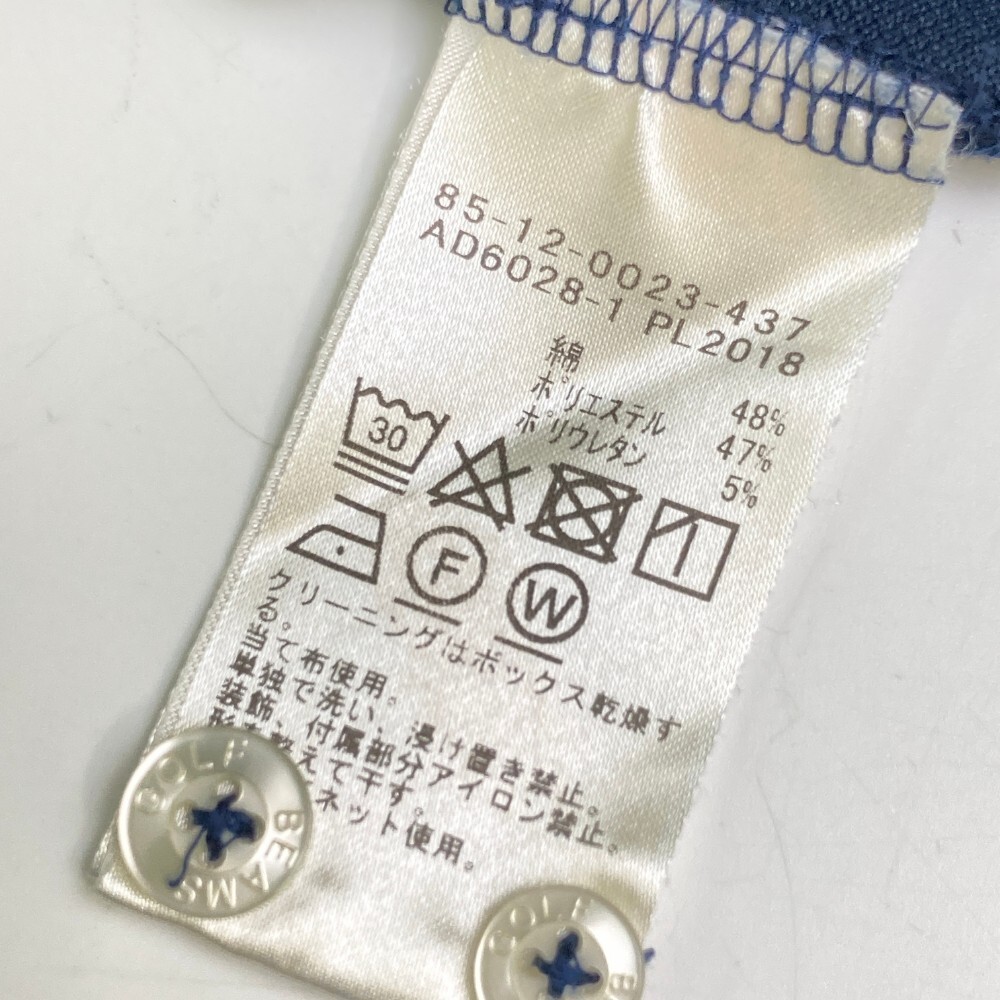 85-12-0023-437
AD6028-1 PL2018
綿 48%
ポリエステル 47%
ポリウレタン 5%
30
F
W
クリーニングはボックス乾燥す
る。
当て布使用。
単独で洗い、浸け置き禁止。
装飾、付属部分アイロン禁止。
形を整えて干す。
ネット使用。
GOLF BEAMS
GOLF